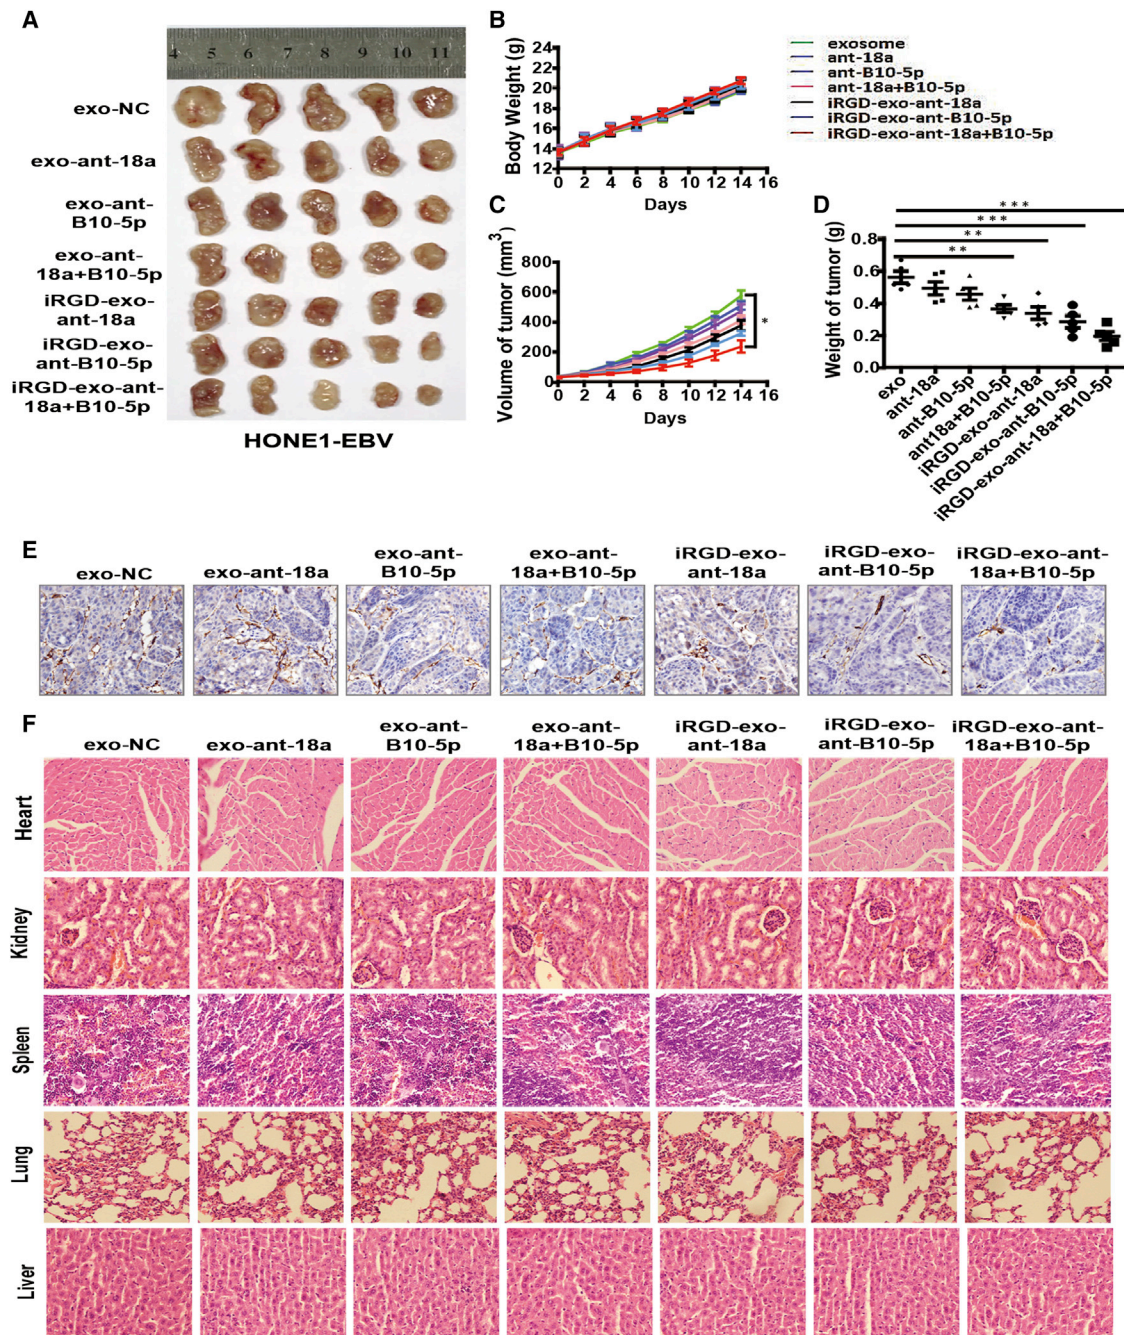 A
4 5 6 7 8 9 10 11
exo-NC
exo-ant-18a
exo-ant-
B10-5p
exo-ant-
18a+B10-5p
iRGD-exo-
ant-18a
iRGD-exo-
ant-B10-5p
iRGD-exo-ant-
18a+B10-5p
HONE1-EBV
B
Body Weight (g)
24
22
20
18
16
14
12
0 2 4 6 8 10 12 14 16
Days
exosome
ant-18a
ant-B10-5p
ant-18a+B10-5p
iRGD-exo-ant-18a
iRGD-exo-ant-B10-5p
iRGD-exo-ant-18a+B10-5p
C
Volume of tumor (mm3)
800
600
400
200
0
0 2 4 6 8 10 12 14 16
Days
*
D
Weight of tumor (g)
0.8
0.6
0.4
0.2
0.0
***
***
**
**
exo
ant-18a
ant-B10-5p
ant18a+B10-5p
iRGD-exo-ant-18a
iRGD-exo-ant-B10-5p
iRGD-exo-ant-18a+B10-5p
E
exo-NC
exo-ant-18a
exo-ant-
B10-5p
exo-ant-
18a+B10-5p
iRGD-exo-
ant-18a
iRGD-exo-
ant-B10-5p
iRGD-exo-ant-
18a+B10-5p
F
exo-NC
exo-ant-18a
exo-ant-
B10-5p
exo-ant-
18a+B10-5p
iRGD-exo-
ant-18a
iRGD-exo-
ant-B10-5p
iRGD-exo-ant-
18a+B10-5p
Heart
Kidney
Spleen
Lung
Liver